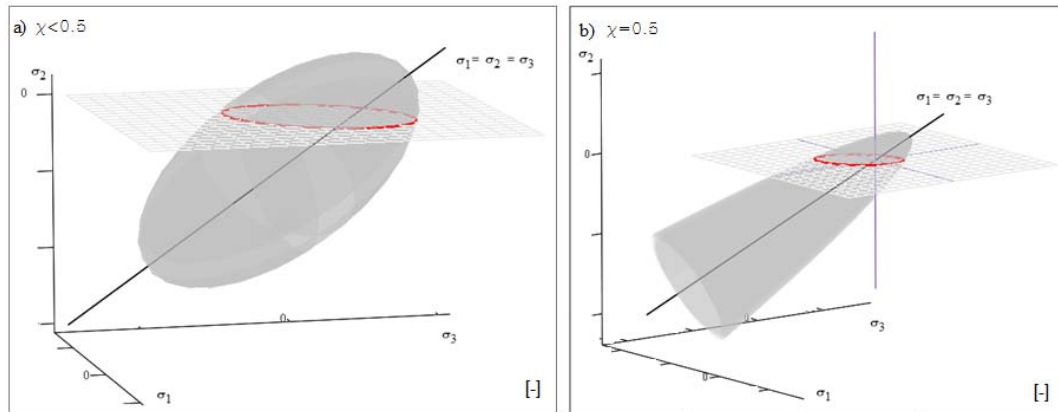 a) χ<0.5
σ₁= σ₂ = σ₃
σ₂
0
0
σ₃
0
σ₁
[-]
b) χ=0.5
σ₂
σ₁= σ₂ = σ₃
0
0
σ₃
0
σ₁
[-]